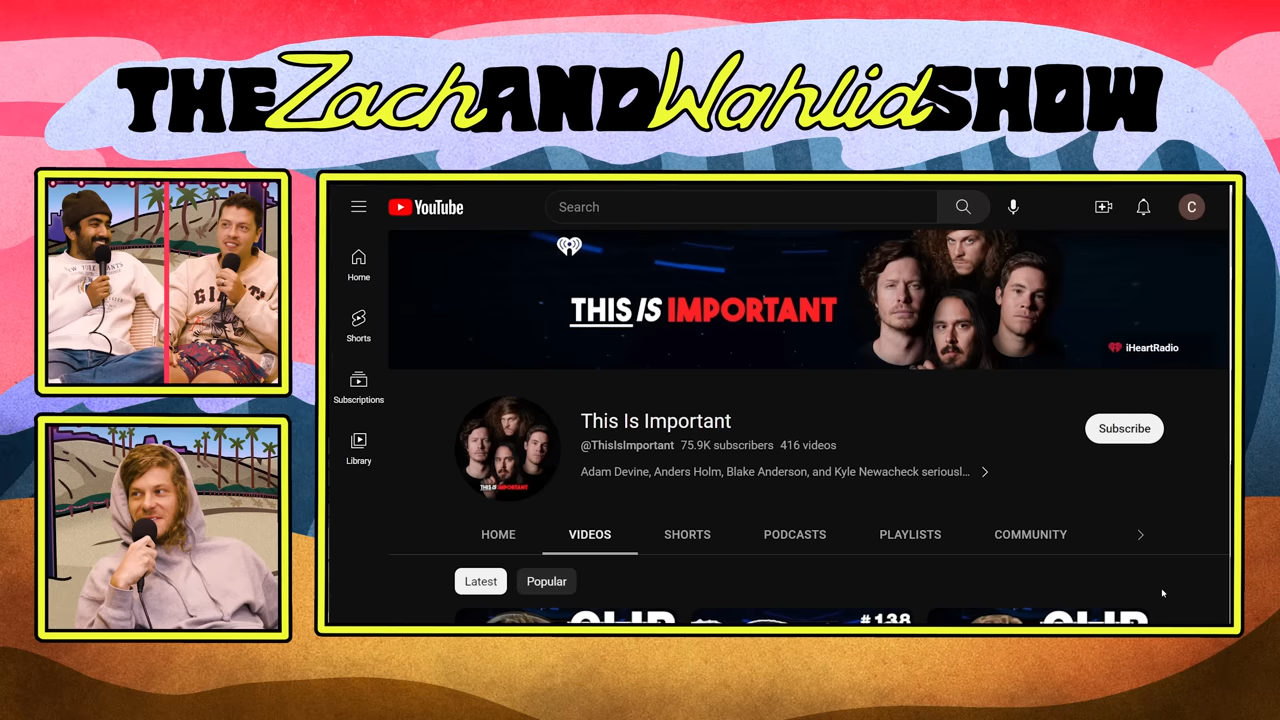 THE Zach AND Wahlid SHOW
YouTube
Search
C
Home
Shorts
Subscriptions
Library
THIS IS IMPORTANT
iHeartRadio
This Is Important
@ThisIsImportant 75.9K subscribers 416 videos
Adam Devine, Anders Holm, Blake Anderson, and Kyle Newacheck seriousl...
Subscribe
HOME VIDEOS SHORTS PODCASTS PLAYLISTS COMMUNITY
Latest Popular
#138